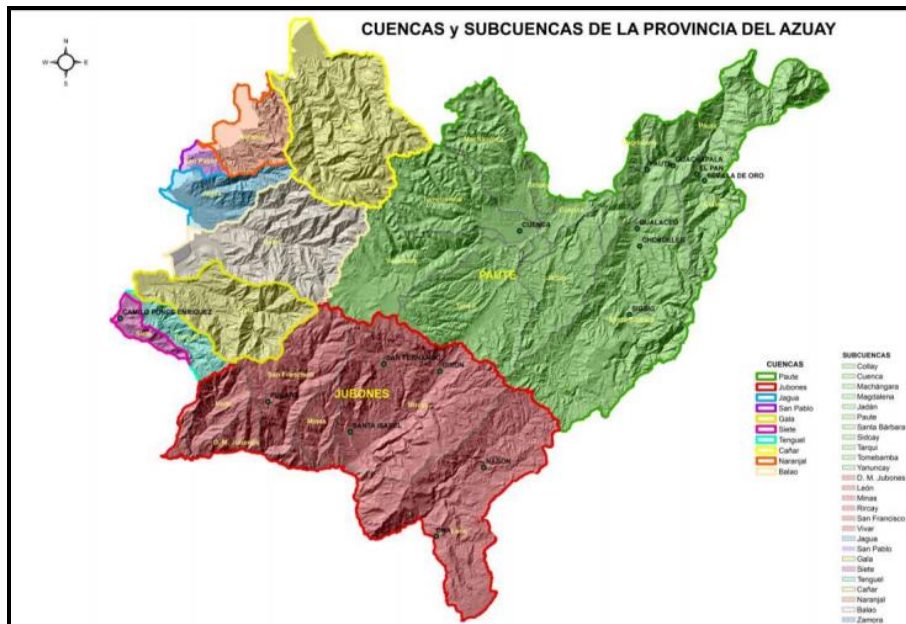 CUENCAS y SUBCUENCAS DE LA PROVINCIA DEL AZUAY
N
W E
S
PAUTE
GUACHAPALA
EL PAN
SEVILLA DE ORO
CUENCA
GUALACEO
CHORDELEG
PAUTE
SIGSIG
CAMILO PONCE ENRIQUEZ
SAN FERNANDO
GIRON
San Francisco
JUBONES
Minas
SANTA ISABEL
NABON
CUENCAS
Paute
Jubones
Jagua
San Pablo
Gala
Siete
Tenguel
Cañar
Naranjal
Balao
SUBCUENCAS
Collay
Cuenca
Machángara
Magdalena
Jadán
Paute
Santa Bárbara
Sidcay
Tarqui
Tomebamba
Yanuncay
D. M. Jubones
León
Minas
Rircay
San Francisco
Vivar
Jagua
San Pablo
Gala
Siete
Tenguel
Cañar
Naranjal
Balao
Zamora